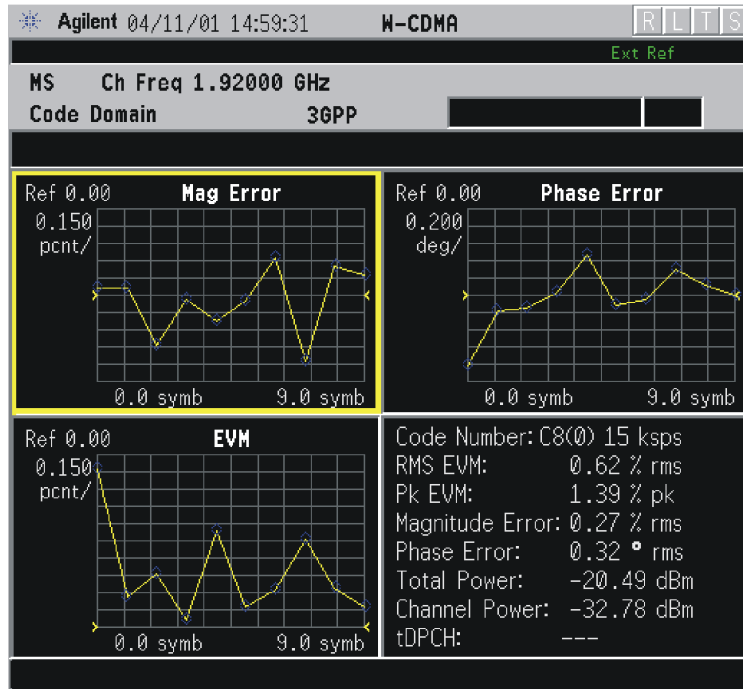 Agilent 04/11/01 14:59:31 W-CDMA R L T S
Ext Ref
MS Ch Freq 1.92000 GHz
Code Domain 3GPP
Ref 0.00 Mag Error
0.150
pcnt/
0.0 symb 9.0 symb
Ref 0.00 Phase Error
0.200
deg/
0.0 symb 9.0 symb
Ref 0.00 EVM
0.150
pcnt/
0.0 symb 9.0 symb
Code Number: C8(0) 15 ksps
RMS EVM: 0.62 % rms
Pk EVM: 1.39 % pk
Magnitude Error: 0.27 % rms
Phase Error: 0.32 ° rms
Total Power: -20.49 dBm
Channel Power: -32.78 dBm
tDPCH: ---